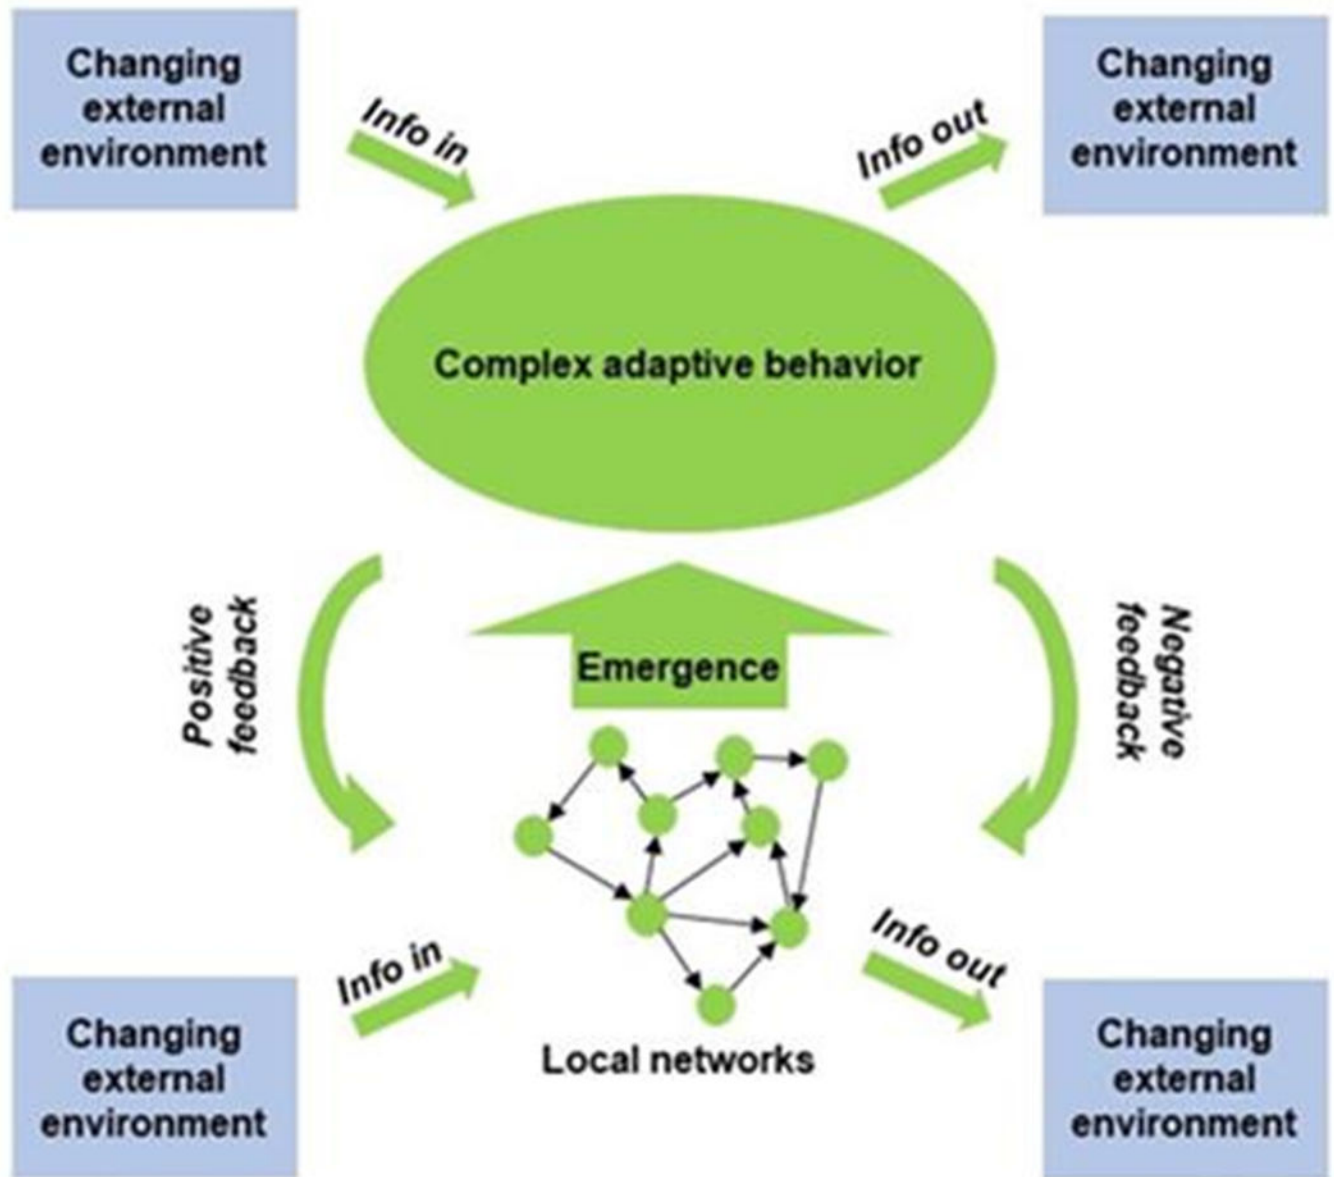 Changing
external
environment
Info in
Info out
Changing
external
environment
Complex adaptive behavior
Positive
feedback
Emergence
Negative
feedback
Info in
Info out
Changing
external
environment
Local networks
Changing
external
environment